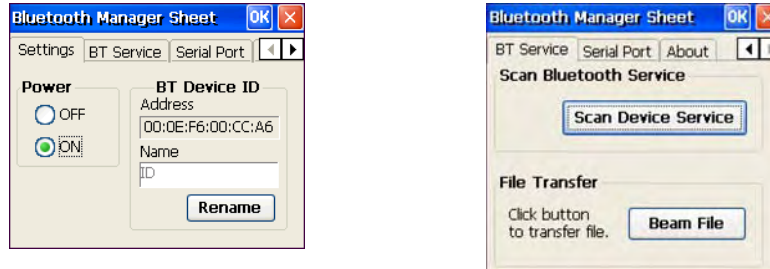 Bluetooth Manager Sheet OK
Settings BT Service Serial Port
Power
OFF
ON
BT Device ID
Address
00:0E:F6:00:CC:A6
Name
ID
Rename
Bluetooth Manager Sheet OK
BT Service Serial Port About
Scan Bluetooth Service
Scan Device Service
File Transfer
Click button
to transfer file.
Beam File